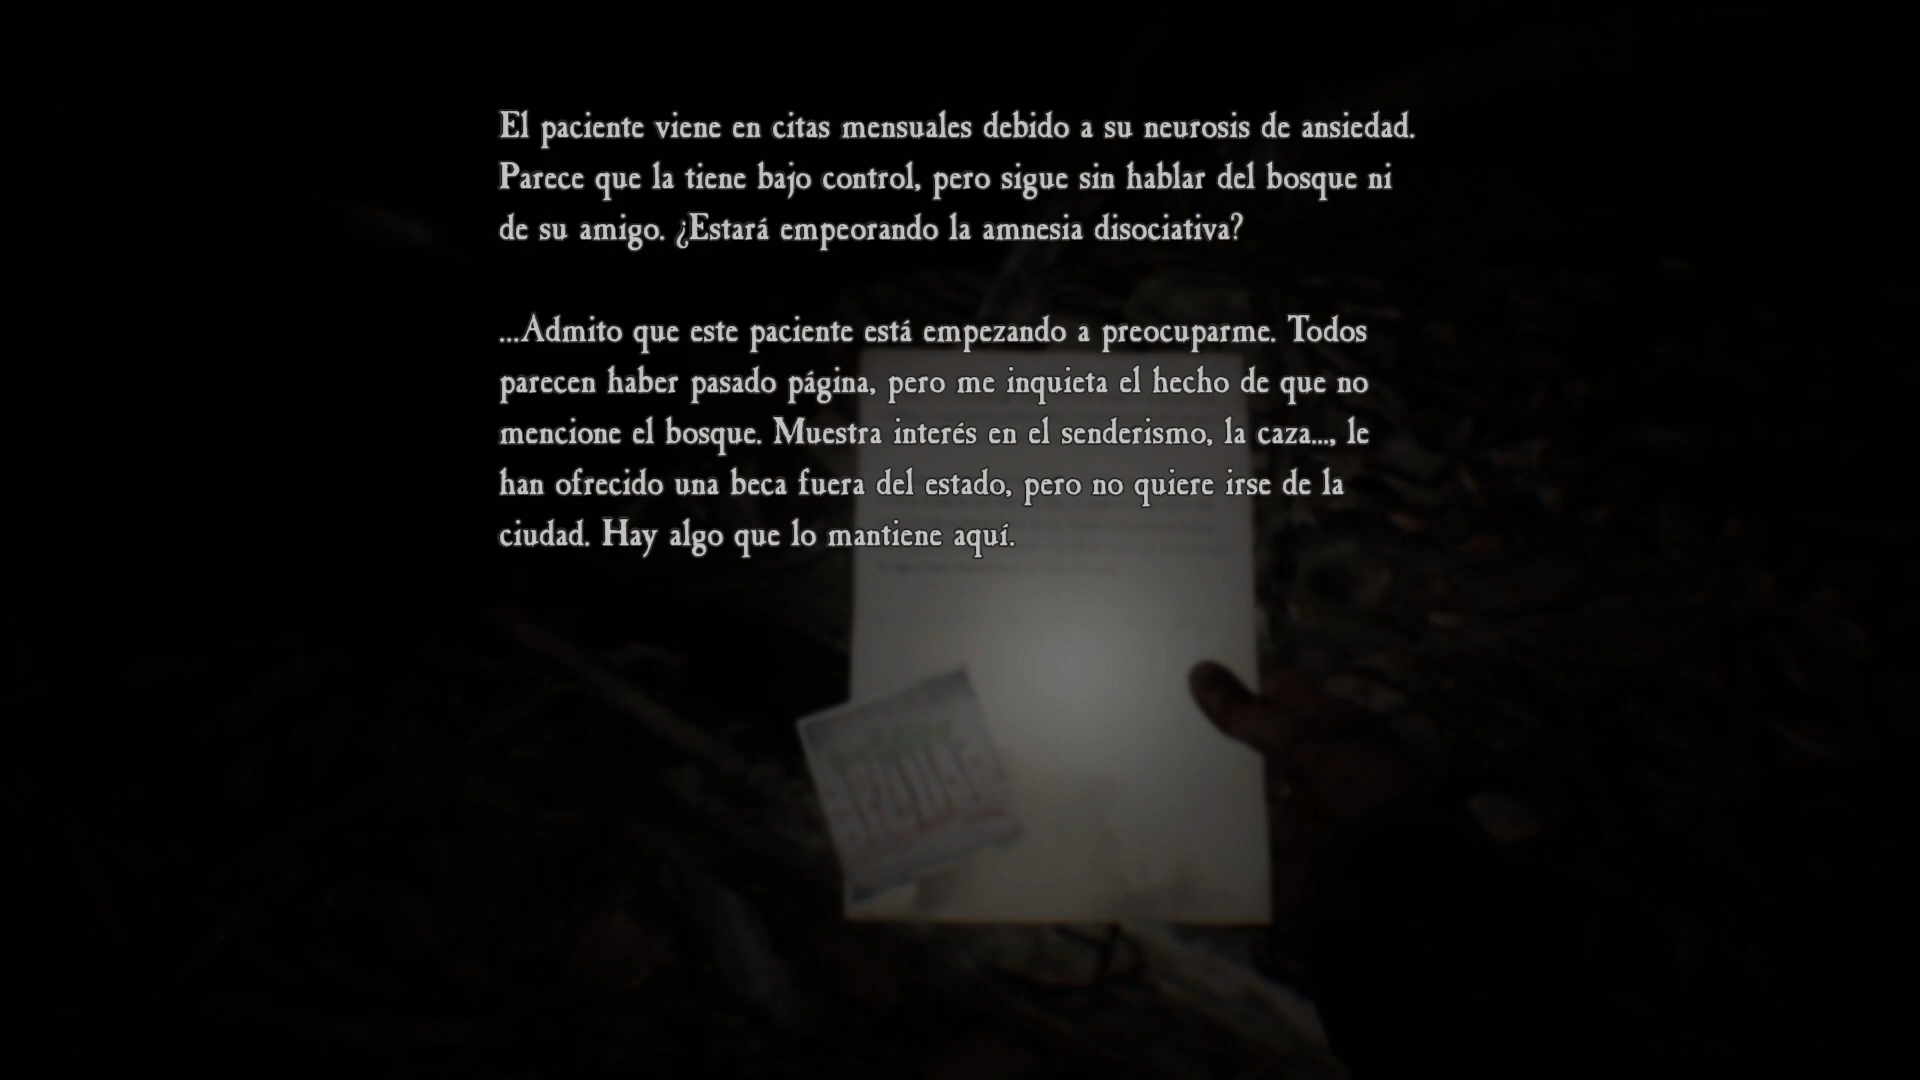 El paciente viene en citas mensuales debido a su neurosis de ansiedad.
Parece que la tiene bajo control, pero sigue sin hablar del bosque ni
de su amigo. ¿Estará empeorando la amnesia disociativa?
...Admito que este paciente está empezando a preocuparme. Todos
parecen haber pasado página, pero me inquieta el hecho de que no
mencione el bosque. Muestra interés en el senderismo, la caza..., le
han ofrecido una beca fuera del estado, pero no quiere irse de la
ciudad. Hay algo que lo mantiene aquí.